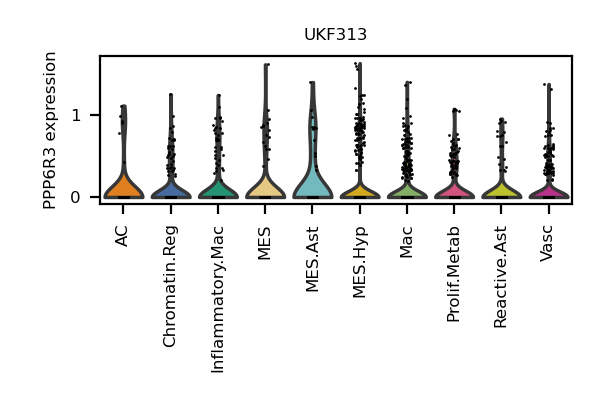 UKF313
PPP6R3 expression
1
0
AC
Chromatin.Reg
Inflammatory.Mac
MES
MES.Ast
MES.Hyp
Mac
Prolif.Metab
Reactive.Ast
Vasc